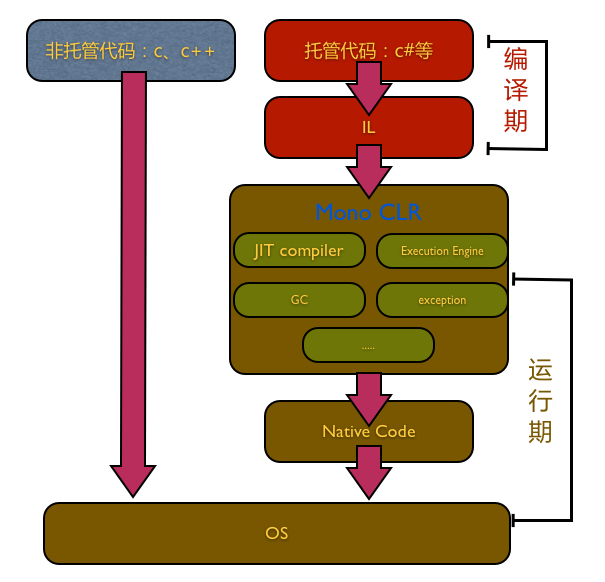 非托管代码：c、c++
托管代码：c#等
编译期
IL
Mono CLR
JIT compiler
Execution Engine
GC
exception
.....
运行期
Native Code
OS